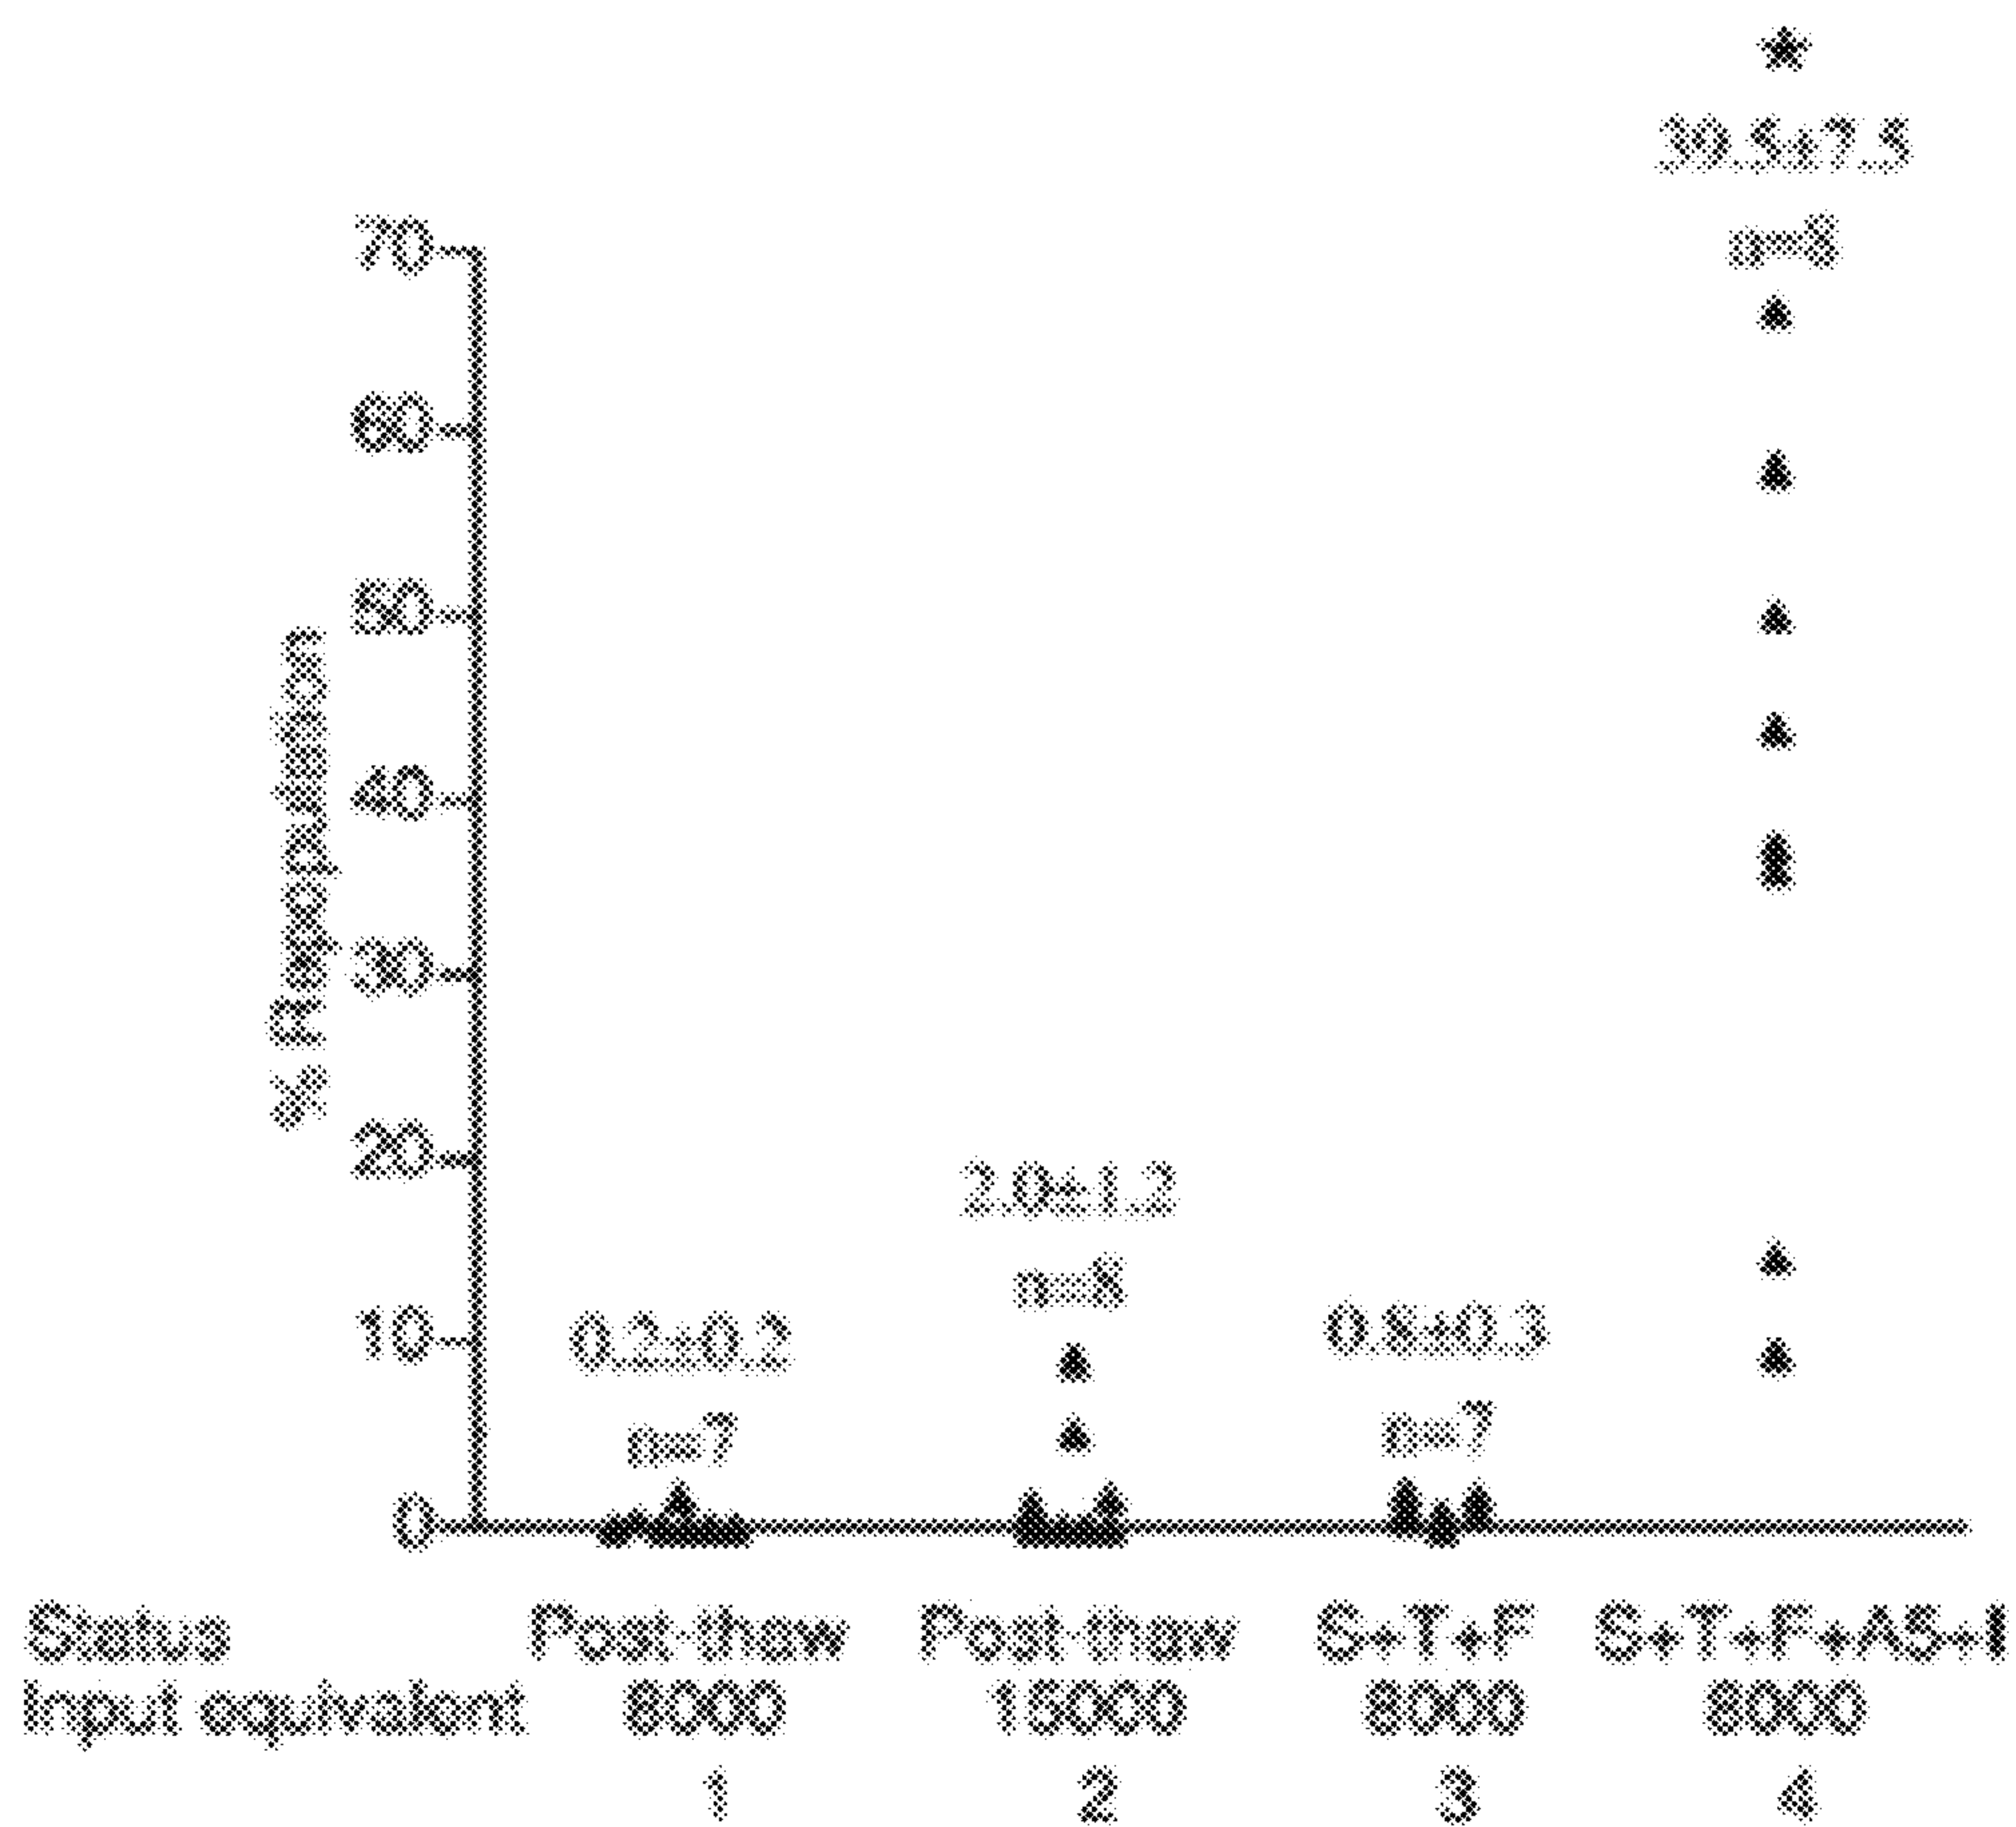 ★
39.5±7.5
n=8
70
60
50
40
30
20
10
0
% IR repopulation
2.0±1.2
n=8
0.2±0.2
n=7
0.8±0.3
n=7
Status Post-thaw Post-thaw S+T+F S+T+F+AS+I
Input equivalent 8000 15000 8000 8000
1 2 3 4